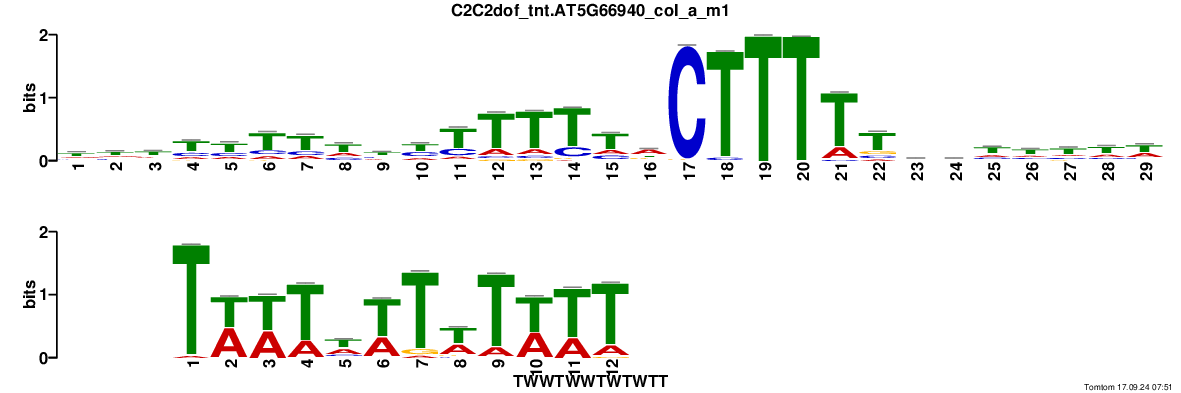 C2C2dof_tnt.AT5G66940_col_a_m1
2
1
0
bits
CTTTA
1 2 3 4 5 6 7 8 9 10 11 12 13 14 15 16 17 18 19 20 21 22 23 24 25 26 27 28 29
2
1
0
bits
1 2 3 4 5 6 7 8 9 10 11 12
TWWTWWTWTWTT
Tomtom 17.09.24 07:51